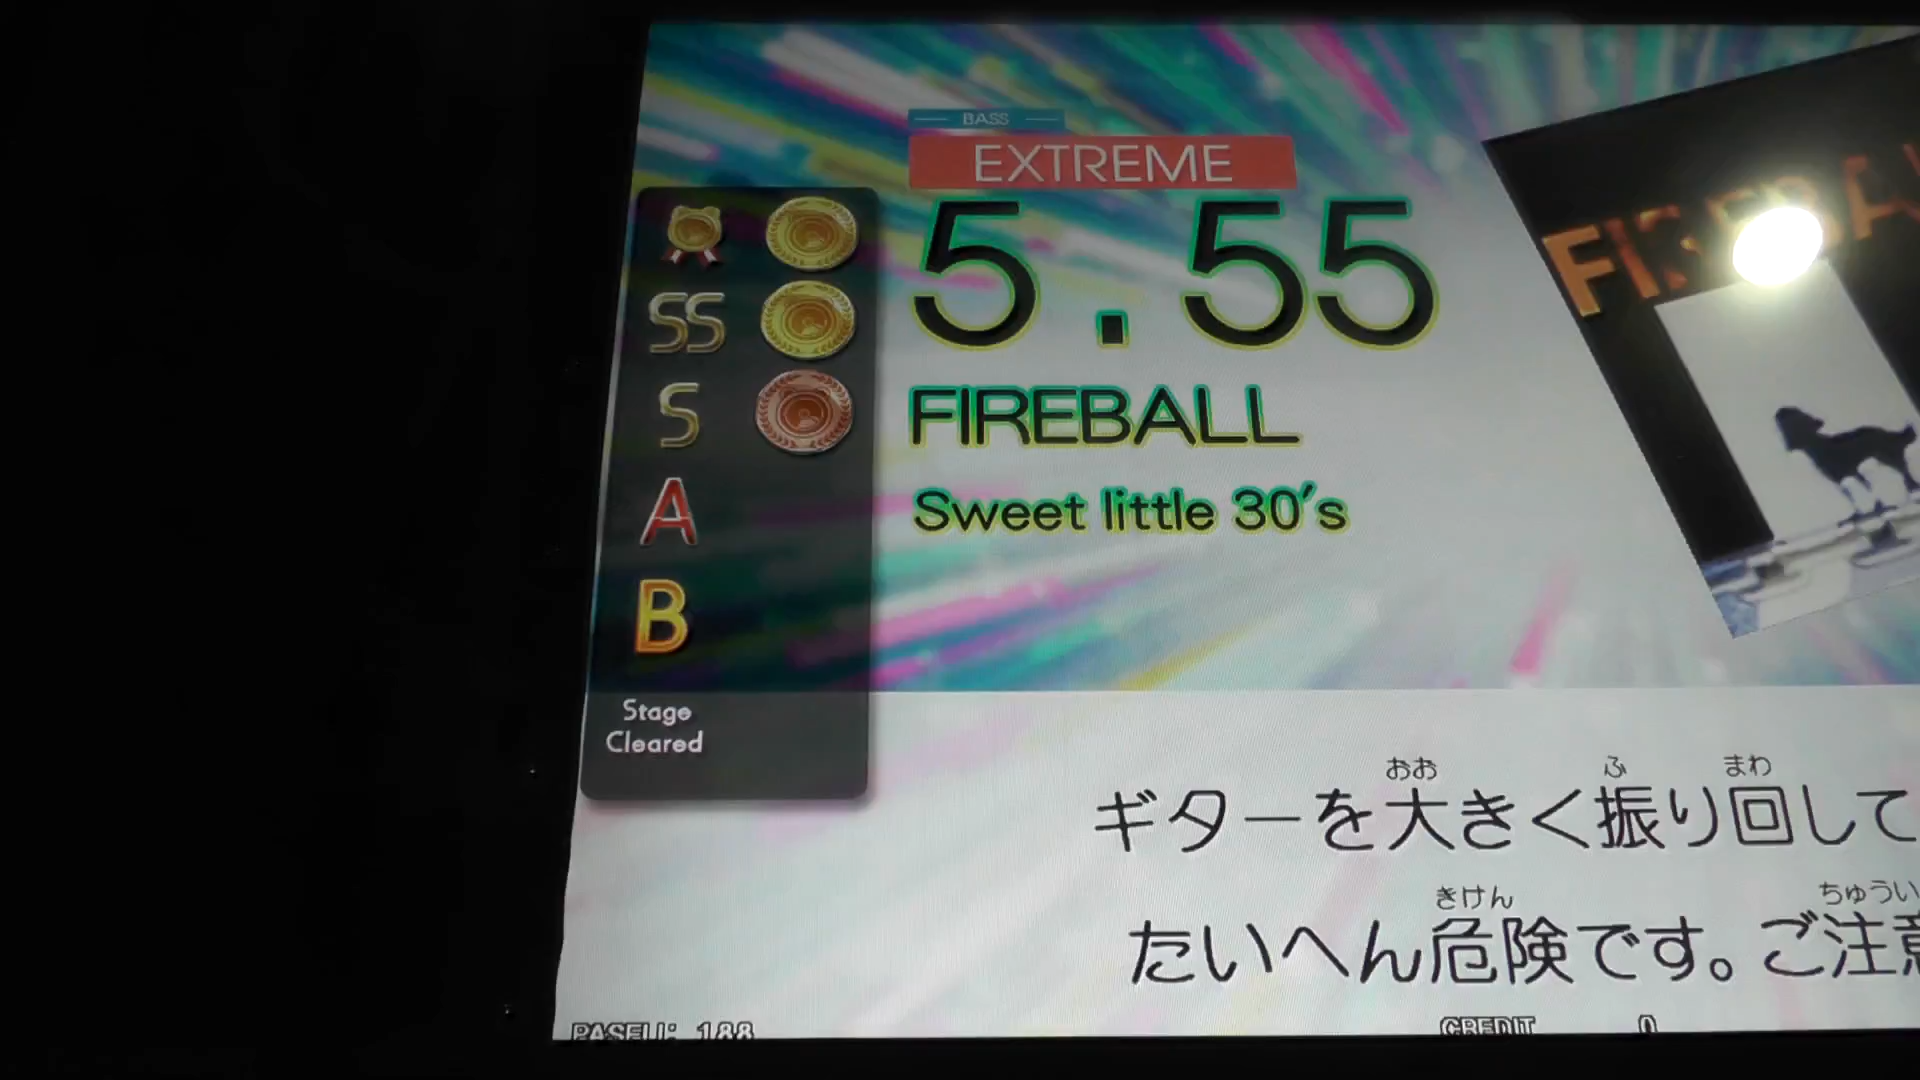 BASS
EXTREME
5.55
FIREBALL
Sweet little 30's
SS
S
A
B
Stage
Cleared
おお ふ まわ
ギターを大きく振り回して
きけん ちゅうい
たいへん危険です。ご注意
PASELI: 188
CREDIT 0